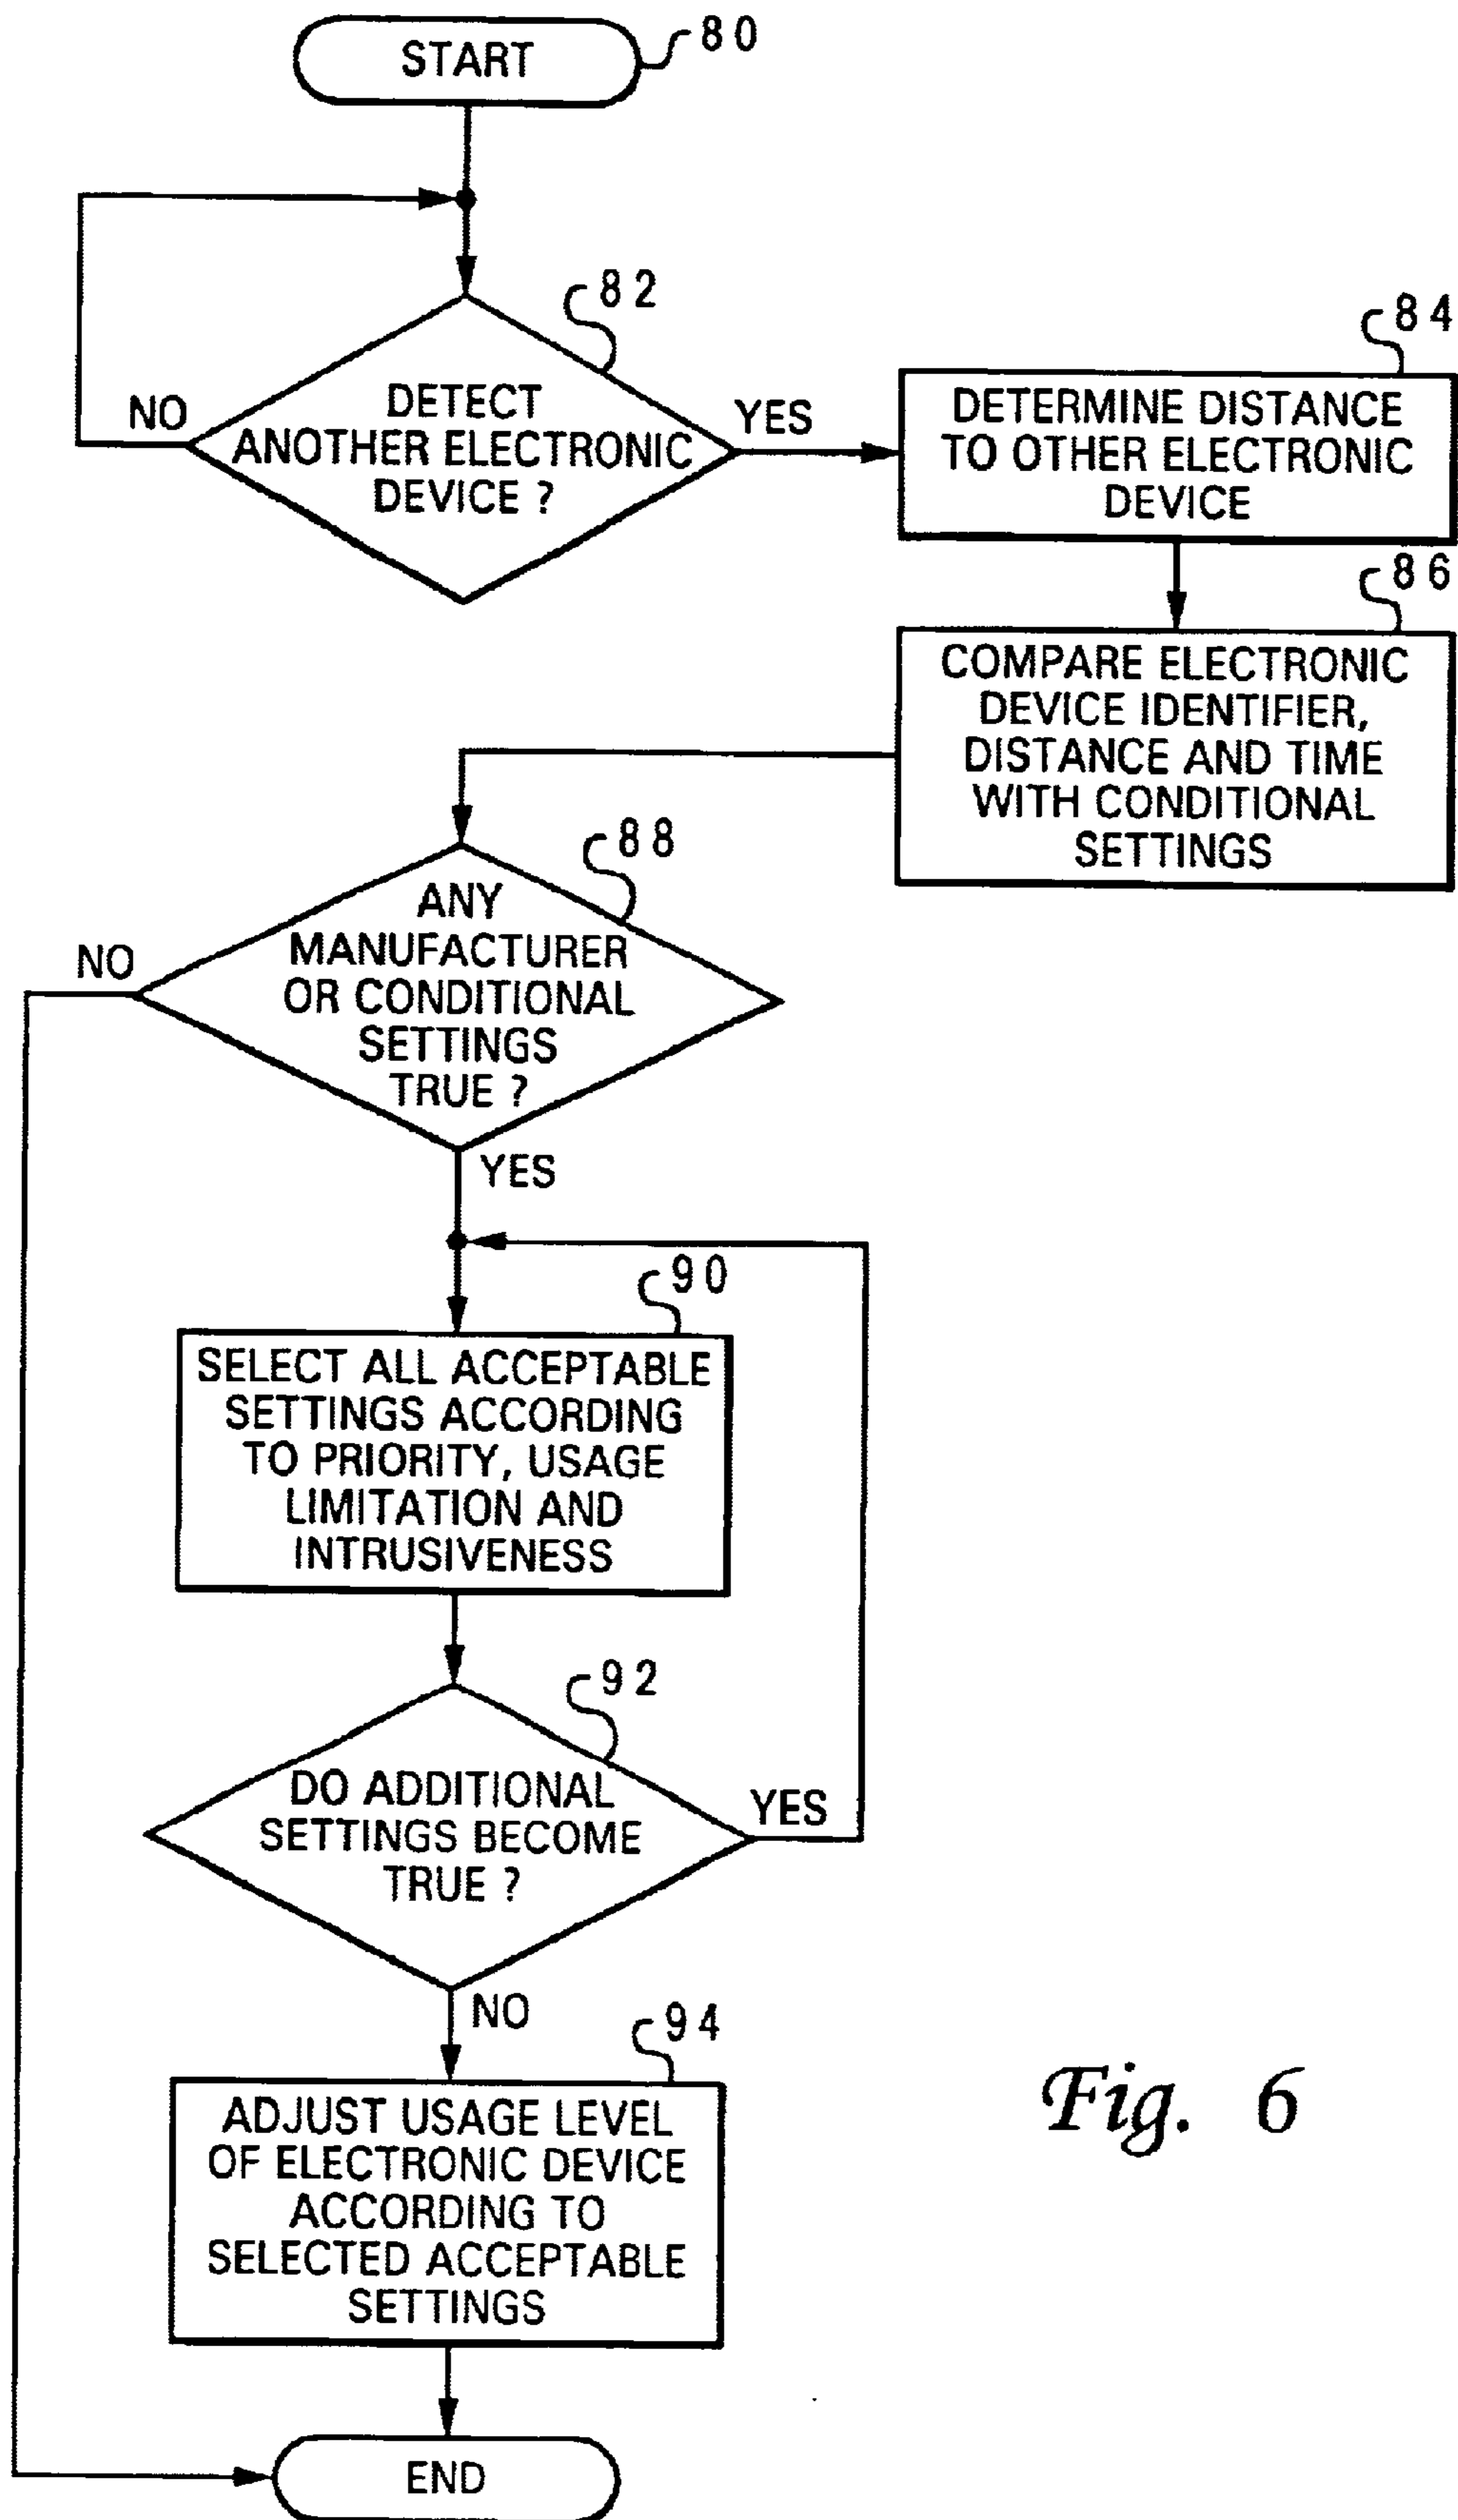 START
80
82
DETECT
ANOTHER ELECTRONIC
DEVICE ?
NO
YES
84
DETERMINE DISTANCE
TO OTHER ELECTRONIC
DEVICE
86
COMPARE ELECTRONIC
DEVICE IDENTIFIER,
DISTANCE AND TIME
WITH CONDITIONAL
SETTINGS
88
ANY
MANUFACTURER
OR CONDITIONAL
SETTINGS
TRUE ?
NO
YES
90
SELECT ALL ACCEPTABLE
SETTINGS ACCORDING
TO PRIORITY, USAGE
LIMITATION AND
INTRUSIVENESS
92
DO ADDITIONAL
SETTINGS BECOME
TRUE ?
YES
NO
94
ADJUST USAGE LEVEL
OF ELECTRONIC DEVICE
ACCORDING TO
SELECTED ACCEPTABLE
SETTINGS
END
Fig. 6